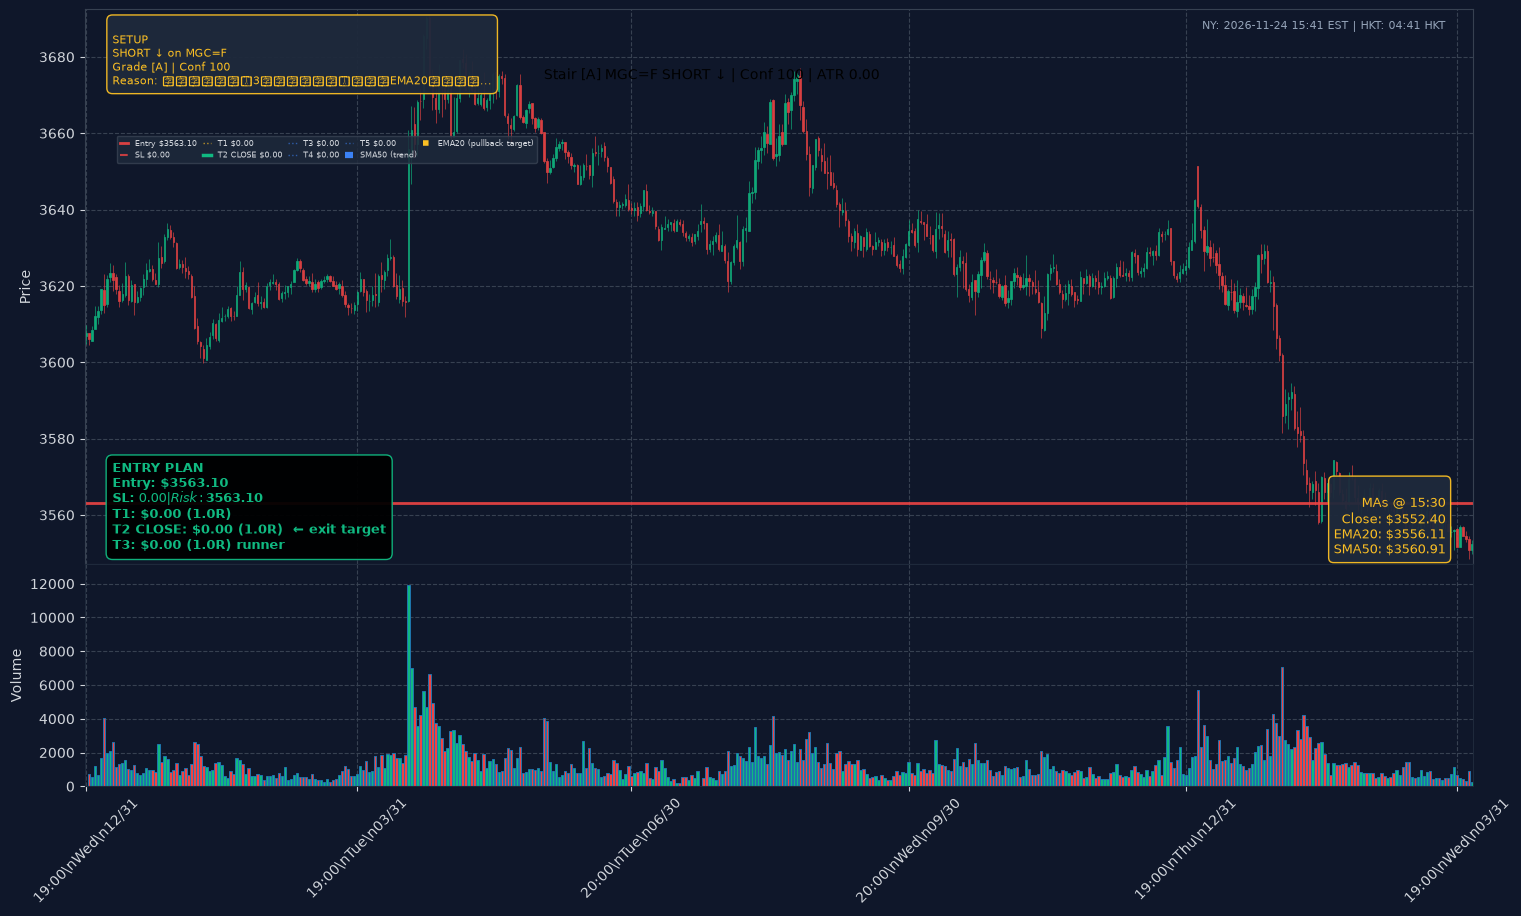 NY: 2026-11-24 15:41 EST | HKT: 04:41 HKT
SETUP
SHORT ↓ on MGC=F
Grade [A] | Conf 100
Reason: 3EMA20...
Stair [A] MGC=F SHORT ↓ | Conf 100 | ATR 0.00
Entry $3563.10
SL $0.00
T1 $0.00
T2 CLOSE $0.00
T3 $0.00
T4 $0.00
T5 $0.00
SMA50 (trend)
EMA20 (pullback target)
Price
3680
3660
3640
3620
3600
3580
3560
ENTRY PLAN
Entry: $3563.10
SL: 0.00|Risk:3563.10
T1: $0.00 (1.0R)
T2 CLOSE: $0.00 (1.0R) ← exit target
T3: $0.00 (1.0R) runner
MAs @ 15:30
Close: $3552.40
EMA20: $3556.11
SMA50: $3560.91
Volume
12000
10000
8000
6000
4000
2000
0
19:00\nWed\n12/31
19:00\nTue\n03/31
20:00\nTue\n06/30
20:00\nWed\n09/30
19:00\nThu\n12/31
19:00\nWed\n03/31